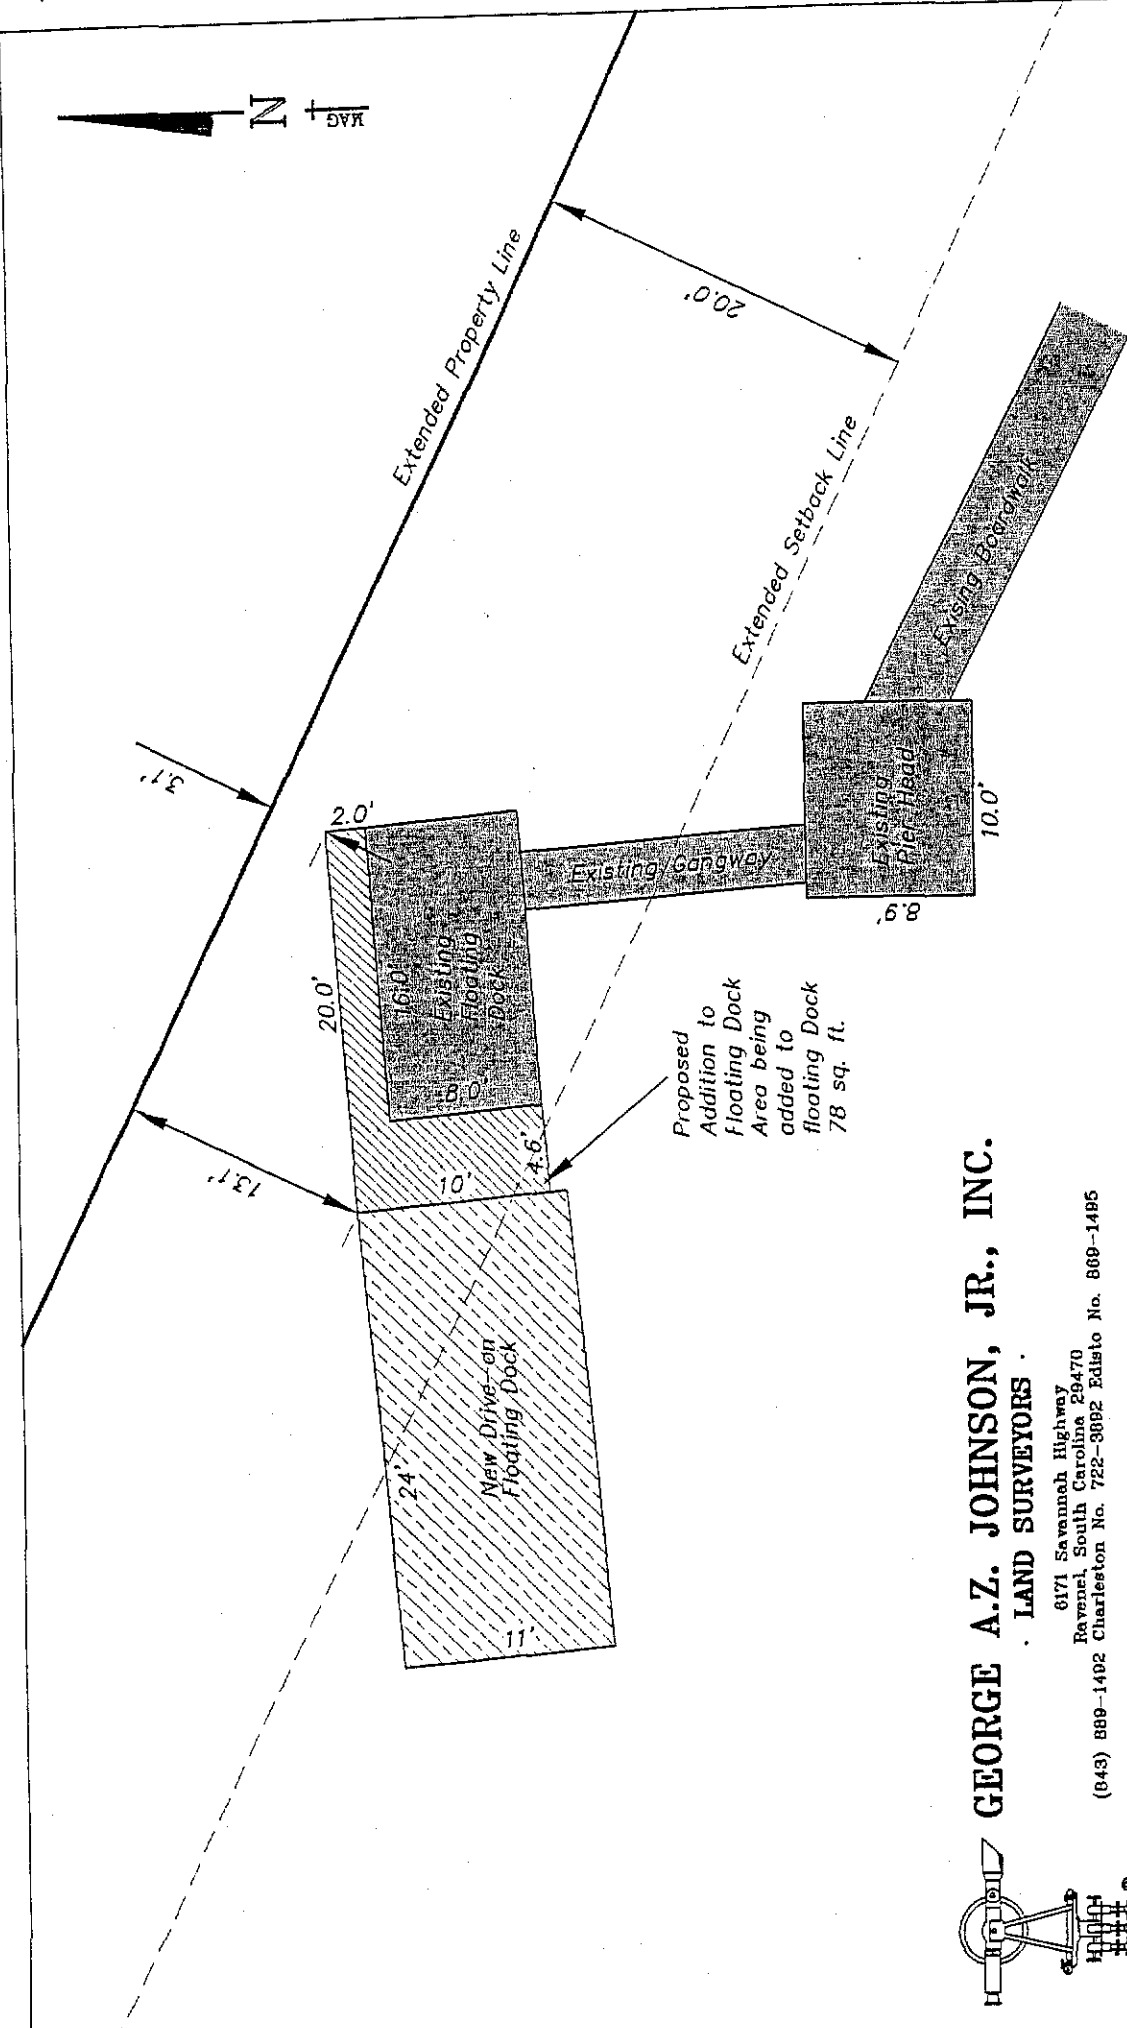 N
MAG
Extended Property Line
20.0'
Extended Setback Line
Exising Boardwalk
3.1'
2.0'
Existing
Pier Head
10.0'
8.9'
Existing Gangway
20.0'
16.0'
Existing
Floating
Dock
8.0'
13.1'
10'
4.6'
Proposed
Addition to
Floating Dock
Area being
added to
floating Dock
78 sq. ft.
New Drive-on
Floating Dock
24'
11'
GEORGE A.Z. JOHNSON, JR., INC.
· LAND SURVEYORS ·
6171 Savannah Highway
Ravenel, South Carolina 29470
(843) 889-1492 Charleston No. 722-3892 Edisto No. 869-1495